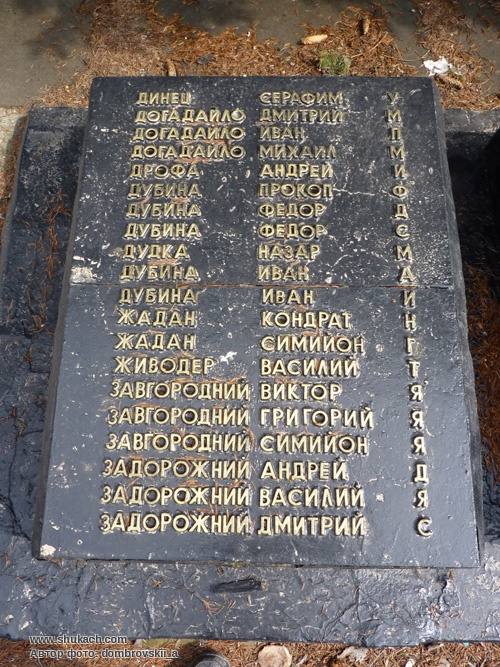 ДИНЕЦ СЕРАФИМ У
ДОГАДАЙЛО ДМИТРИЙ М
ДОГАДАЙЛО ИВАН П
ДОГАДАЙЛО МИХАИЛ М
ДРОФА АНДРЕЙ И
ДУБИНА ПРОКОП Ф
ДУБИНА ФЕДОР Д
ДУБИНА ФЕДОР С
ДУДКА НАЗАР М
ДУБИНА ИВАН Д
ДУБИНА ИВАН И
ЖАДАН КОНДРАТ Н
ЖАДАН СИМИЙОН Г
ЖИВОДЕР ВАСИЛИЙ Т
ЗАВГОРОДНИЙ ВИКТОР Я
ЗАВГОРОДНИЙ ГРИГОРИЙ Я
ЗАВГОРОДНИЙ СИМИЙОН Я
ЗАДОРОЖНИЙ АНДРЕЙ Д
ЗАДОРОЖНИЙ ВАСИЛИЙ Я
ЗАДОРОЖНИЙ ДМИТРИЙ С
www.shukach.com
Автор фото: dombrovskii.a